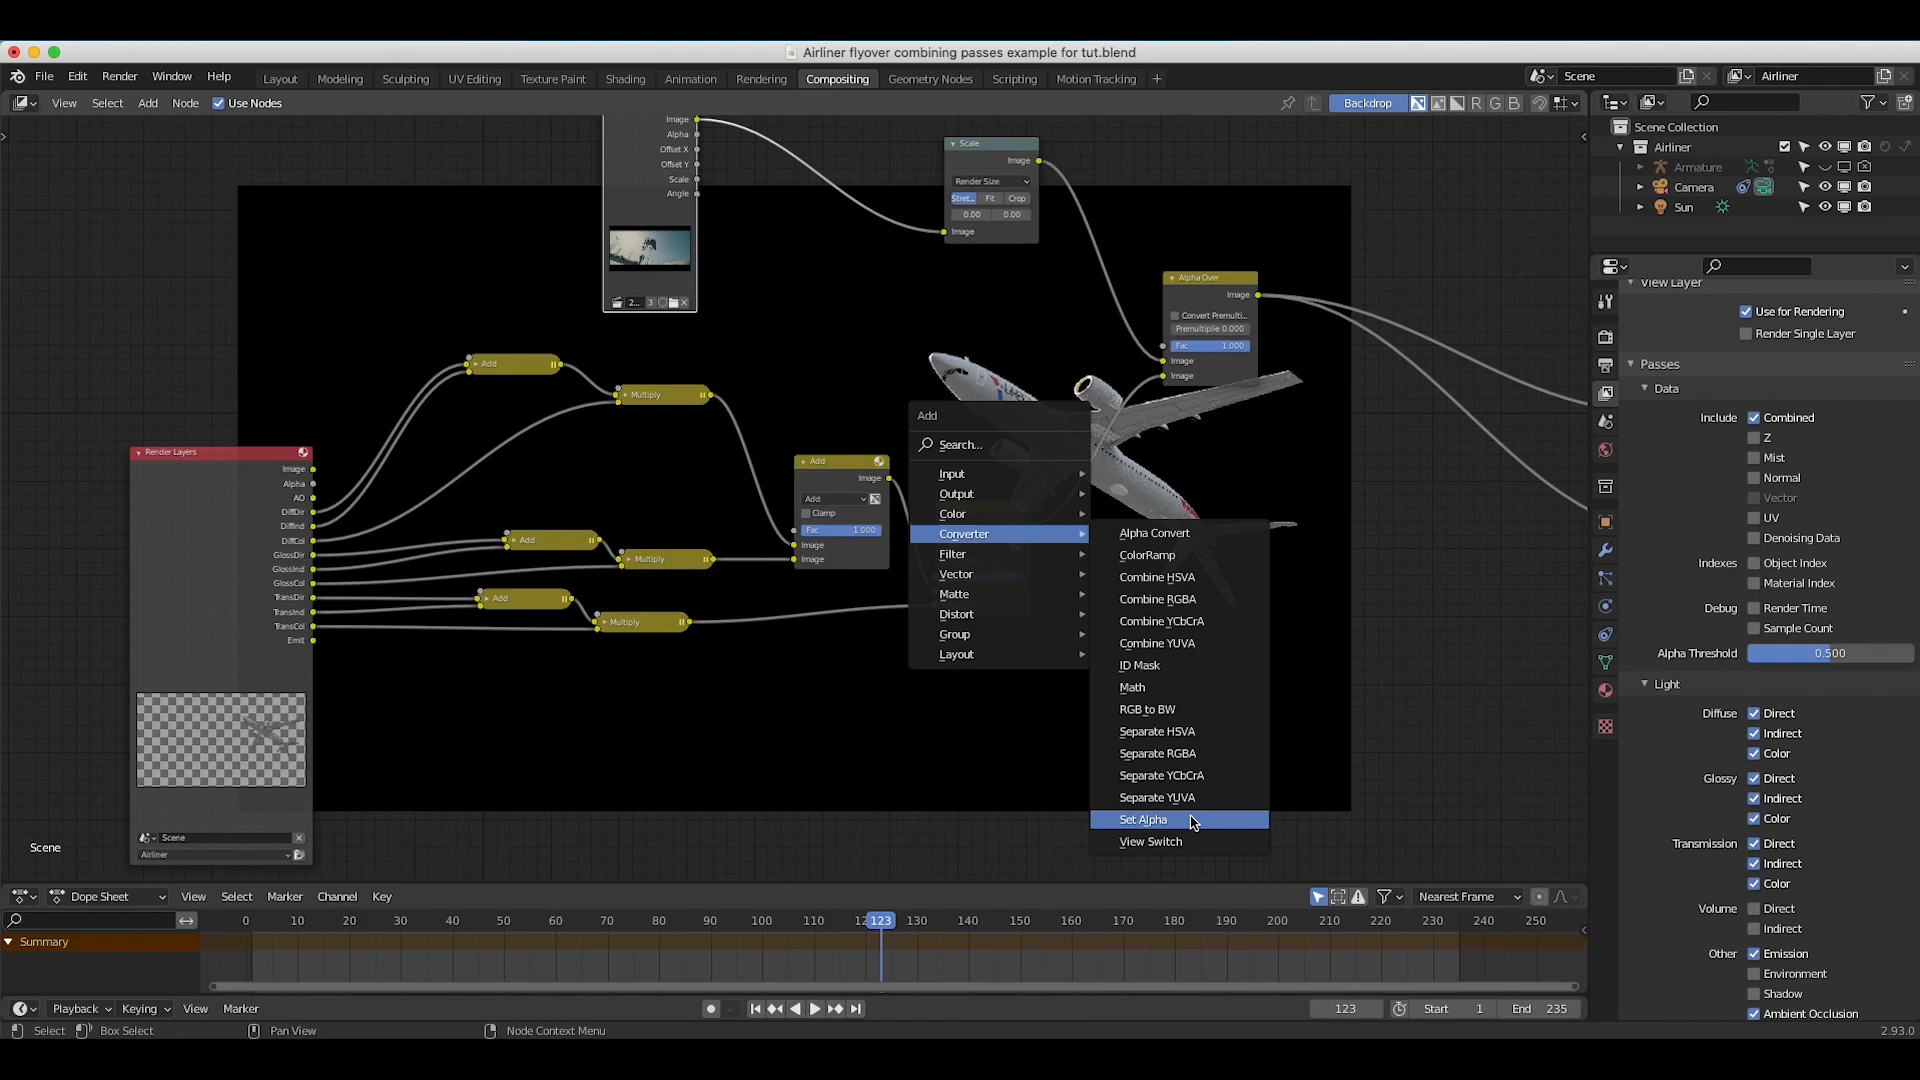 Airliner flyover combining passes example for tut.blend
File Edit Render Window Help Layout Modeling Sculpting UV Editing Texture Paint Shading Animation Rendering Compositing Geometry Nodes Scripting Motion Tracking + Scene Airliner
View Select Add Node Use Nodes Backdrop R G B
Image
Alpha
Offset X
Offset Y
Scale
Angle
2... 3
Scale
Image
Render Size
Stret... Fit Crop
0.00 0.00
Image
Alpha Over
Image
Convert Premulti...
Premultiplie 0.000
Fac 1.000
Image
Image
Add
Multiply
Add
Multiply
Add
Multiply
Render Layers
Image
Alpha
AO
DiffDir
DiffInd
DiffCol
GlossDir
GlossInd
GlossCol
TransDir
TransInd
TransCol
Emit
Scene
Airliner
Scene
Add
Image
Add
Clamp
Fac 1.000
Image
Image
Add
Search...
Input
Output
Color
Converter
Filter
Vector
Matte
Distort
Group
Layout
Alpha Convert
ColorRamp
Combine HSVA
Combine RGBA
Combine YCbCrA
Combine YUVA
ID Mask
Math
RGB to BW
Separate HSVA
Separate RGBA
Separate YCbCrA
Separate YUVA
Set Alpha
View Switch
Scene Collection
Airliner
Armature
Camera
Sun
View Layer
Use for Rendering
Render Single Layer
Passes
Data
Include Combined
Z
Mist
Normal
Vector
UV
Denoising Data
Indexes Object Index
Material Index
Debug Render Time
Sample Count
Alpha Threshold 0.500
Light
Diffuse Direct
Indirect
Color
Glossy Direct
Indirect
Color
Transmission Direct
Indirect
Color
Volume Direct
Indirect
Other Emission
Environment
Shadow
Ambient Occlusion
Dope Sheet View Select Marker Channel Key Nearest Frame
0 10 20 30 40 50 60 70 80 90 100 110 123 130 140 150 160 170 180 190 200 210 220 230 240 250
Summary
Playback Keying View Marker 123 Start 1 End 235
Select Box Select Pan View Node Context Menu 2.93.0